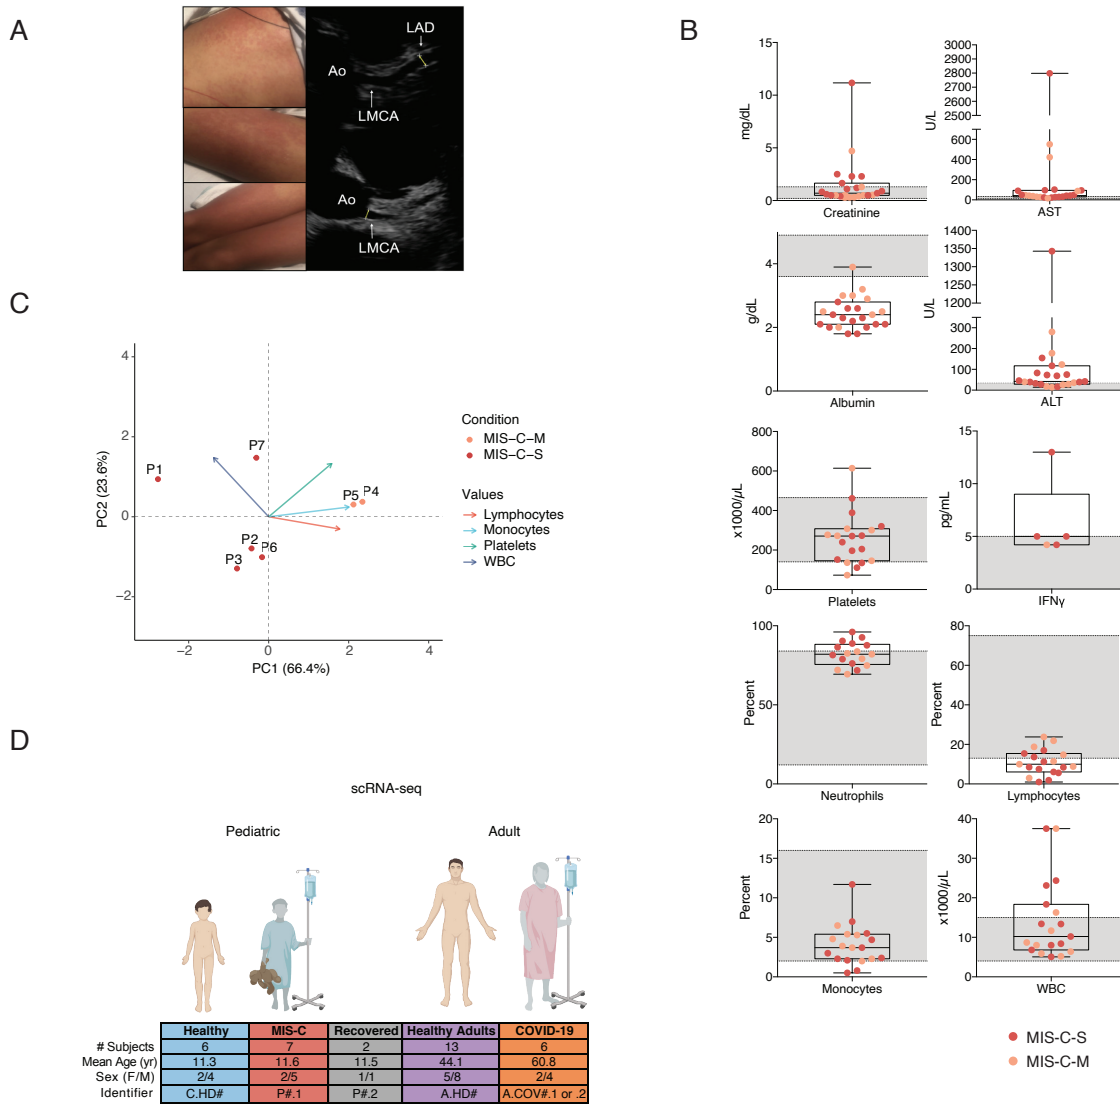 A
LAD
Ao
LMCA
Ao
LMCA
B
15
10
5
0
mg/dL
Creatinine
3000
2900
2800
2700
2600
2500
600
400
200
0
U/L
AST
4
2
0
g/dL
Albumin
1400
1350
1300
1250
1200
300
200
100
0
U/L
ALT
800
600
400
200
0
x1000/μL
Platelets
15
10
5
0
pg/mL
IFNγ
100
50
0
Percent
Neutrophils
80
60
40
20
0
Percent
Lymphocytes
20
15
10
5
0
Percent
Monocytes
40
30
20
10
0
x1000/μL
WBC
MIS-C-S
MIS-C-M
C
4
2
0
−2
PC2 (23.6%)
P1
P7
P5
P4
P2
P6
P3
−2
0
2
4
PC1 (66.4%)
Condition
MIS−C−M
MIS−C−S
Values
Lymphocytes
Monocytes
Platelets
WBC
D
scRNA-seq
Pediatric
Adult
Healthy MIS-C Recovered Healthy Adults COVID-19
# Subjects 6 7 2 13 6
Mean Age (yr) 11.3 11.6 11.5 44.1 60.8
Sex (F/M) 2/4 2/5 1/1 5/8 2/4
Identifier C.HD# P#.1 P#.2 A.HD# A.COV#.1 or .2